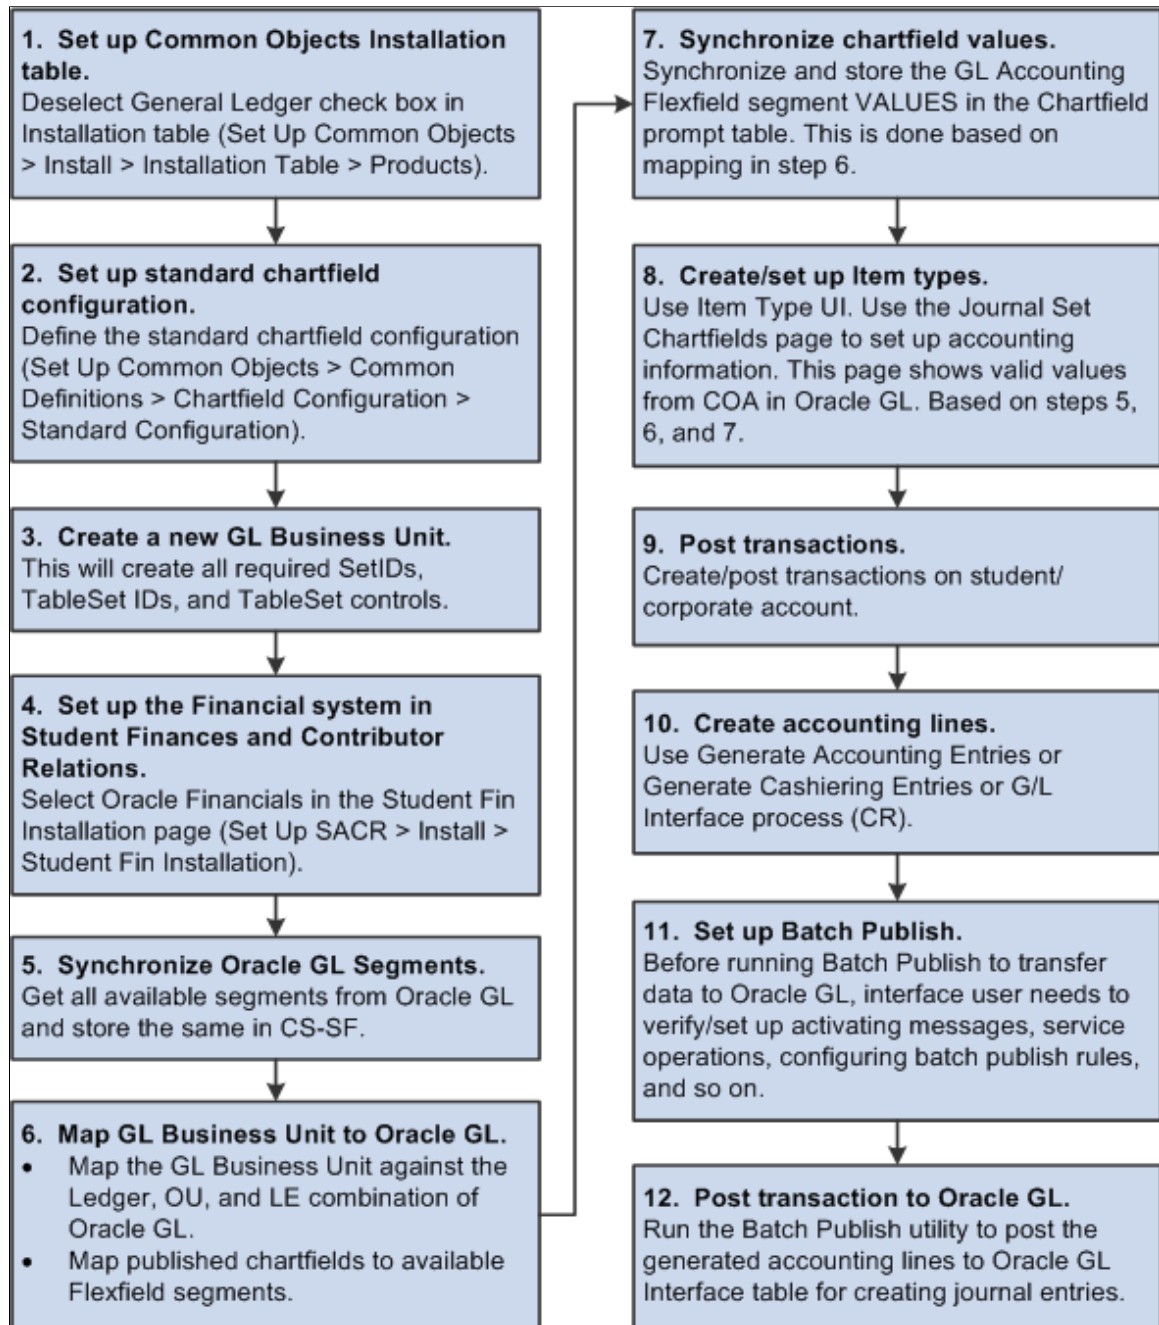 1. Set up Common Objects Installation
table.
Deselect General Ledger check box in
Installation table (Set Up Common Objects
> Install > Installation Table > Products).
2. Set up standard chartfield
configuration.
Define the standard chartfield configuration
(Set Up Common Objects > Common
Definitions > Chartfield Configuration >
Standard Configuration).
3. Create a new GL Business Unit.
This will create all required SetIDs,
TableSet IDs, and TableSet controls.
4. Set up the Financial system in
Student Finances and Contributor
Relations.
Select Oracle Financials in the Student Fin
Installation page (Set Up SACR > Install >
Student Fin Installation).
5. Synchronize Oracle GL Segments.
Get all available segments from Oracle GL
and store the same in CS-SF.
6. Map GL Business Unit to Oracle GL.
• Map the GL Business Unit against the
Ledger, OU, and LE combination of
Oracle GL.
• Map published chartfields to available
Flexfield segments.
7. Synchronize chartfield values.
Synchronize and store the GL Accounting
Flexfield segment VALUES in the Chartfield
prompt table. This is done based on
mapping in step 6.
8. Create/set up Item types.
Use Item Type UI. Use the Journal Set
Chartfields page to set up accounting
information. This page shows valid values
from COA in Oracle GL. Based on steps 5,
6, and 7.
9. Post transactions.
Create/post transactions on student/
corporate account.
10. Create accounting lines.
Use Generate Accounting Entries or
Generate Cashiering Entries or G/L
Interface process (CR).
11. Set up Batch Publish.
Before running Batch Publish to transfer
data to Oracle GL, interface user needs to
verify/set up activating messages, service
operations, configuring batch publish rules,
and so on.
12. Post transaction to Oracle GL.
Run the Batch Publish utility to post the
generated accounting lines to Oracle GL
Interface table for creating journal entries.